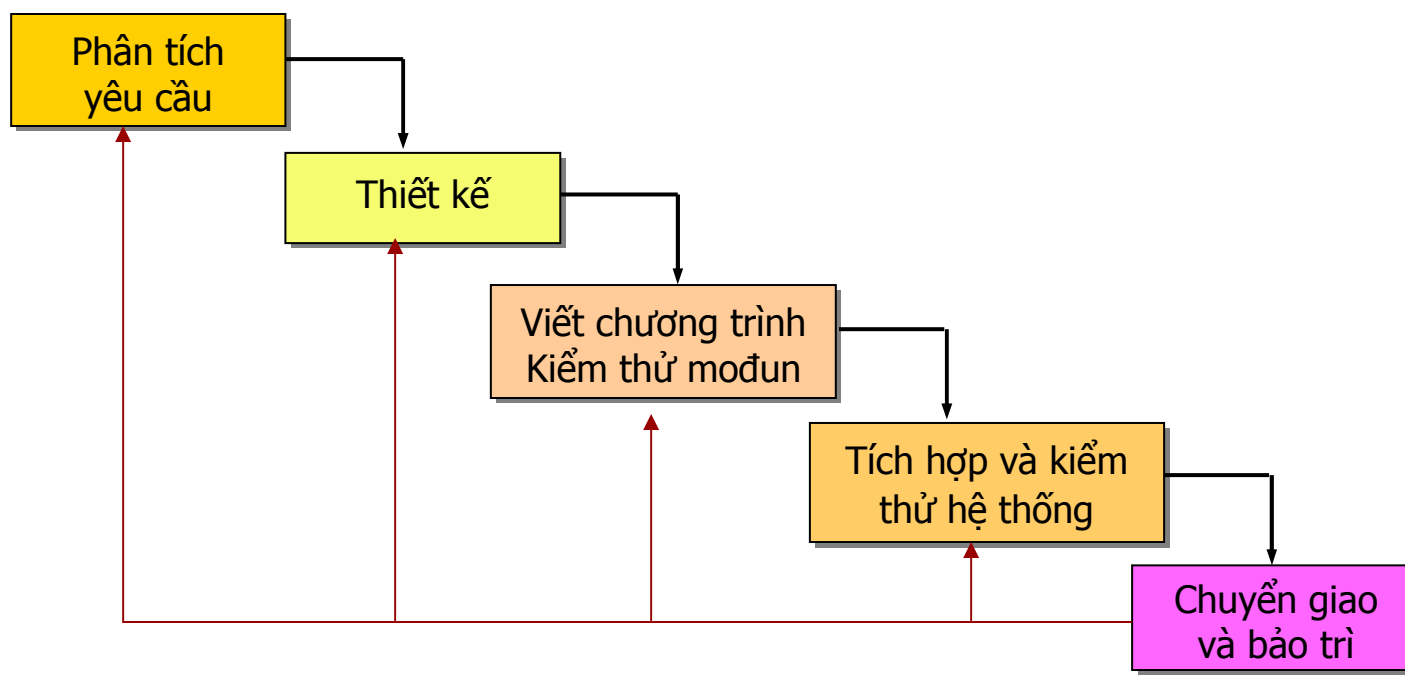 Phân tích
yêu cầu
Thiết kế
Viết chương trình
Kiểm thử mođun
Tích hợp và kiểm
thử hệ thống
Chuyển giao
và bảo trì